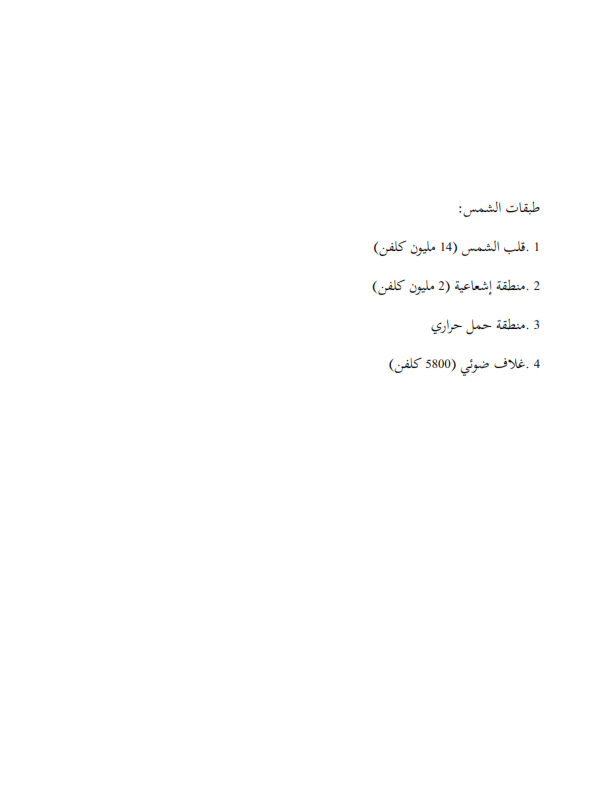 طبقات الشمس:
1 .قلب الشمس (14 مليون كلفن)
2 .منطقة إشعاعية (2 مليون كلفن)
3 .منطقة حمل حراري
4 .غلاف ضوئي (5800 كلفن)